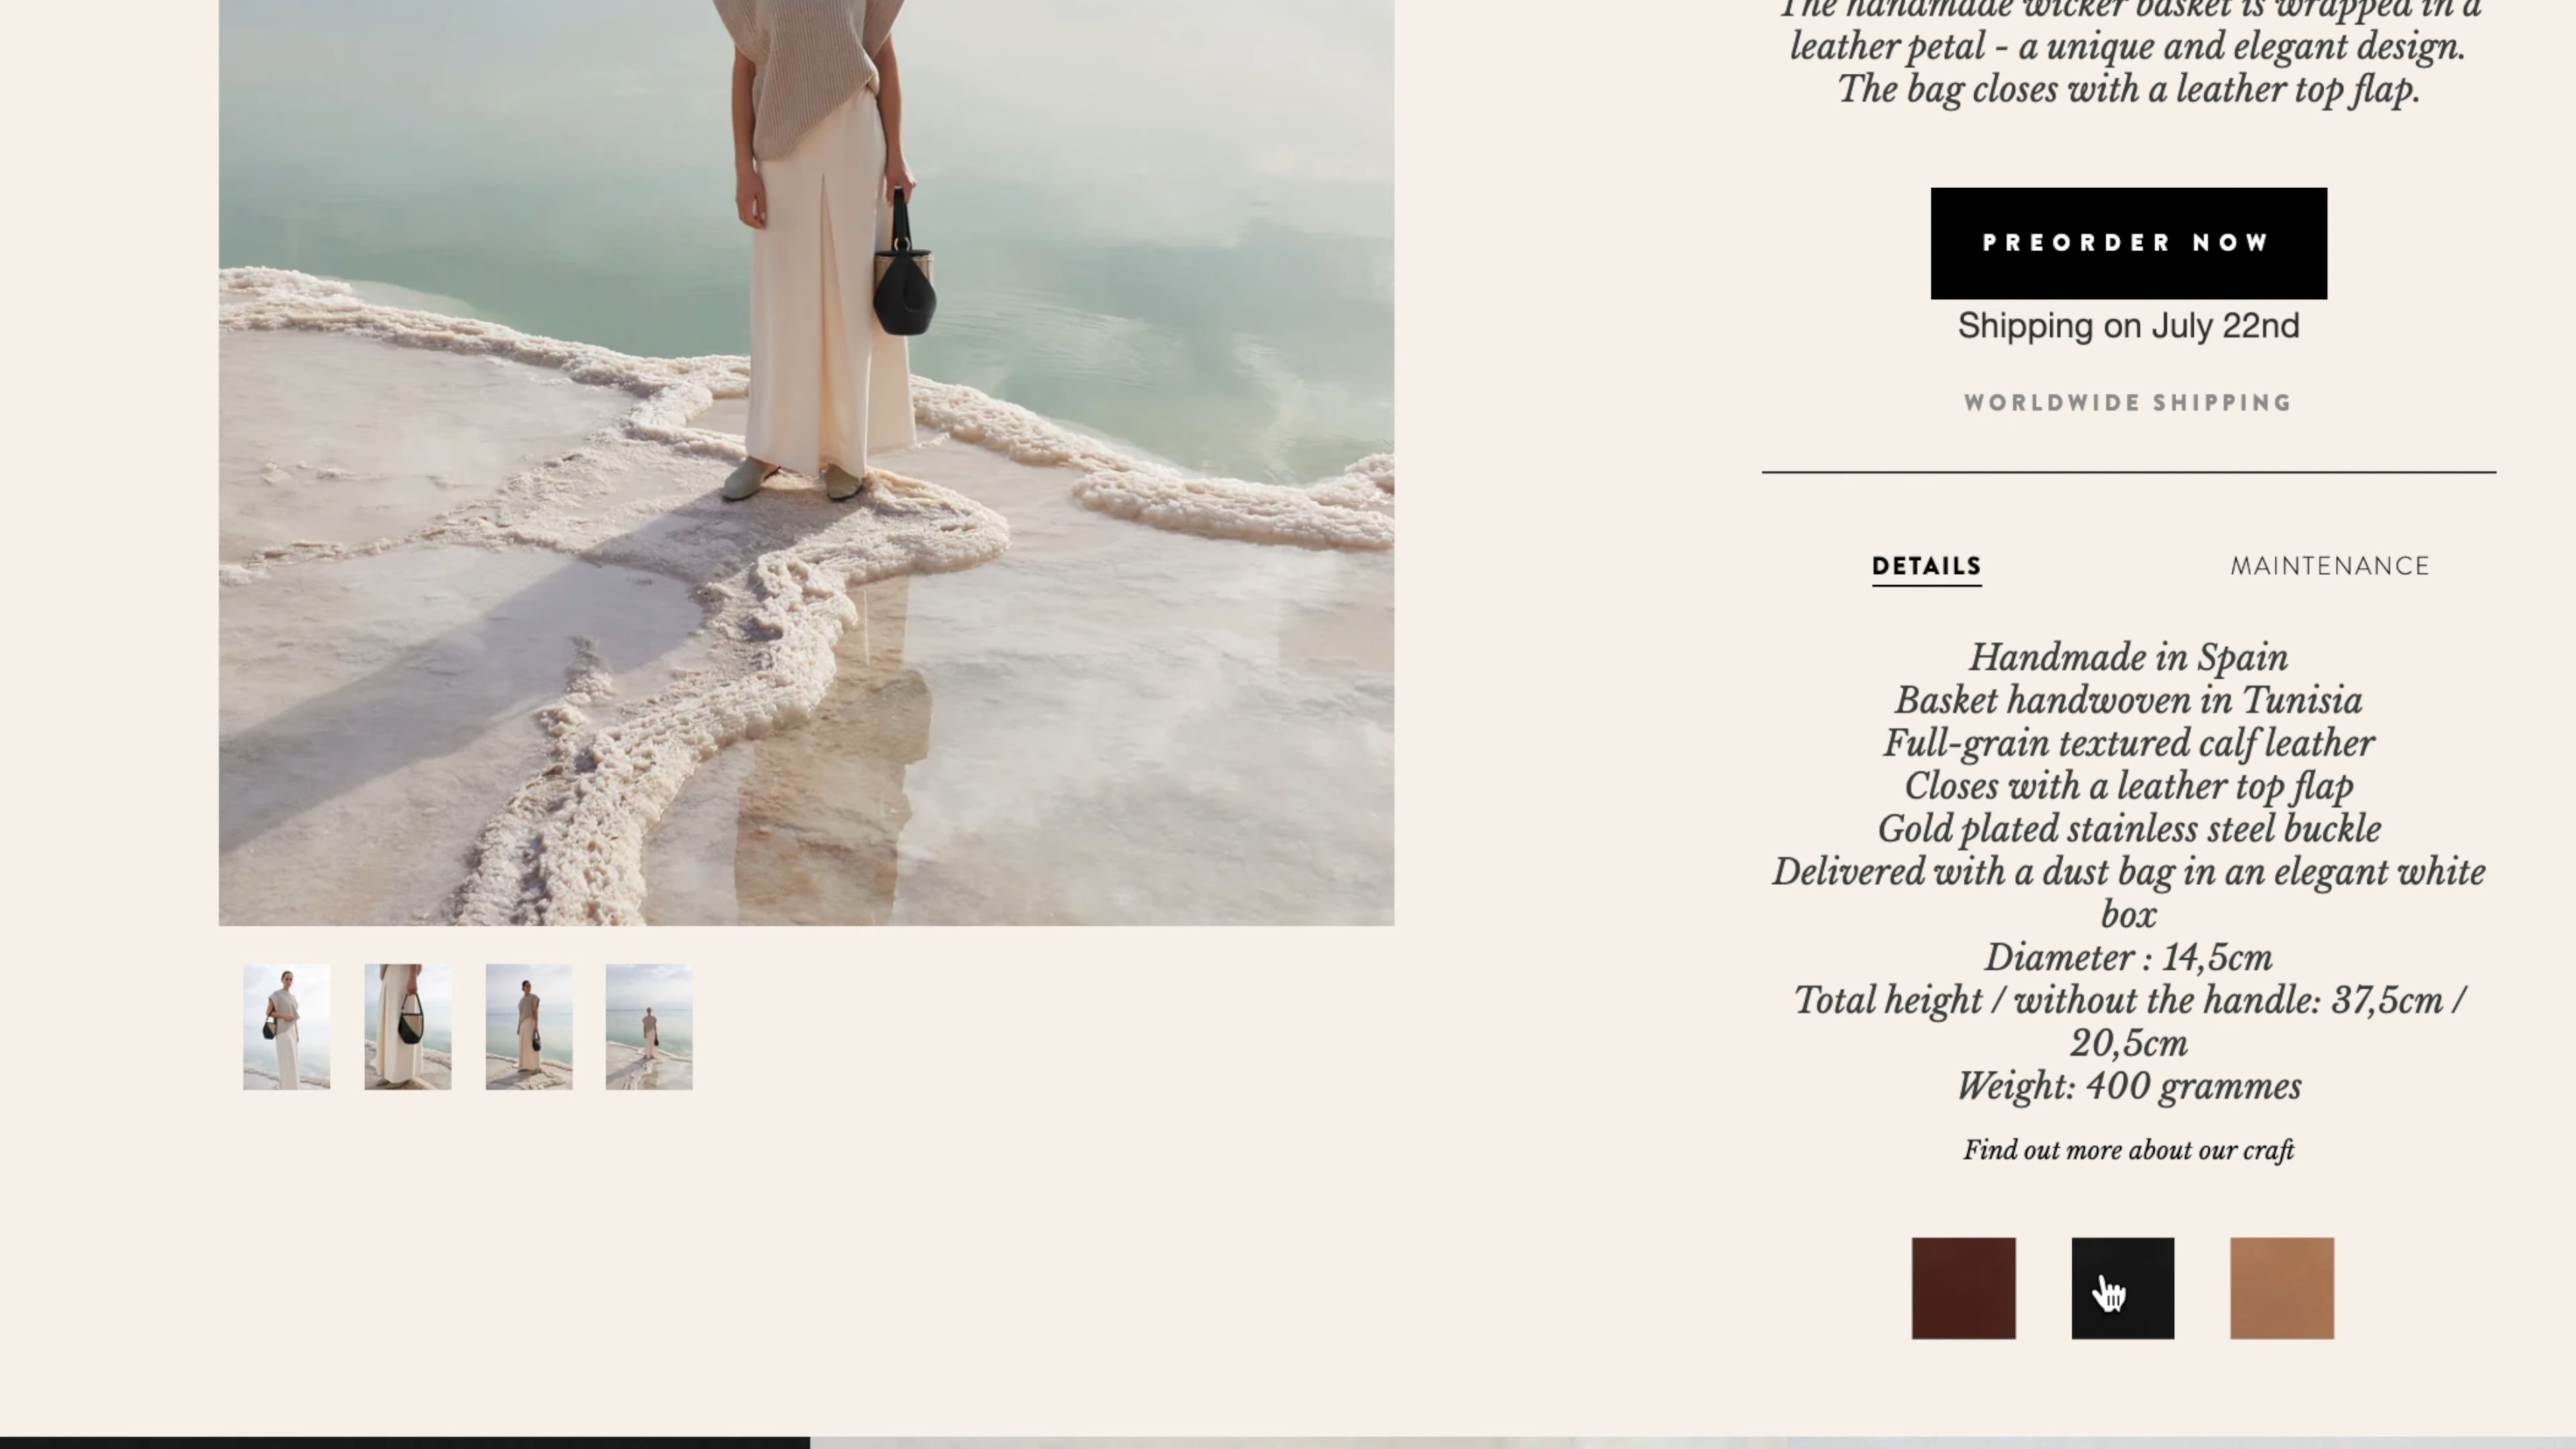 The handmade wicker basket is wrapped in a
leather petal - a unique and elegant design.
The bag closes with a leather top flap.
PREORDER NOW
Shipping on July 22nd
WORLDWIDE SHIPPING
DETAILS
MAINTENANCE
Handmade in Spain
Basket handwoven in Tunisia
Full-grain textured calf leather
Closes with a leather top flap
Gold plated stainless steel buckle
Delivered with a dust bag in an elegant white
box
Diameter : 14,5cm
Total height / without the handle: 37,5cm /
20,5cm
Weight: 400 grammes
Find out more about our craft